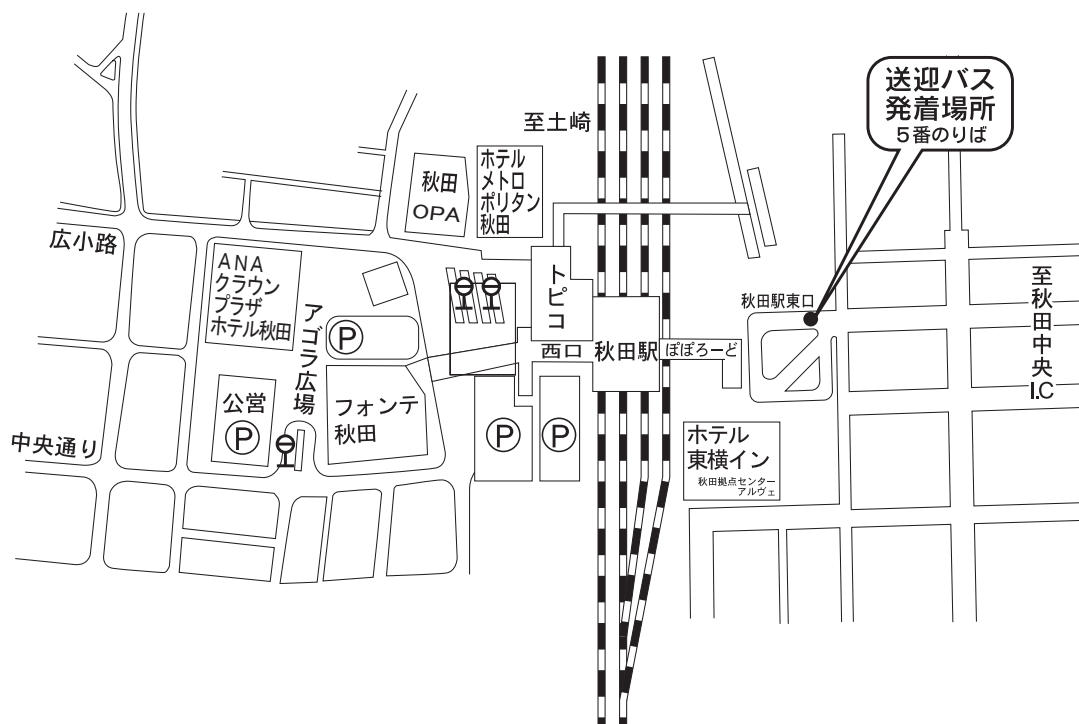 送迎バス
発着場所
5番のりば
至土崎
ホテル
メトロ
ポリタン
秋田
秋田
OPA
広小路
ANA
クラウン
プラザ
ホテル秋田
アゴラ広場
P
トピコ
西口
秋田駅
ぽぽろーど
秋田駅東口
至秋田中央I.C
公営
P
フォンテ
秋田
P
P
中央通り
ホテル
東横イン
秋田拠点センター
アルヴェ